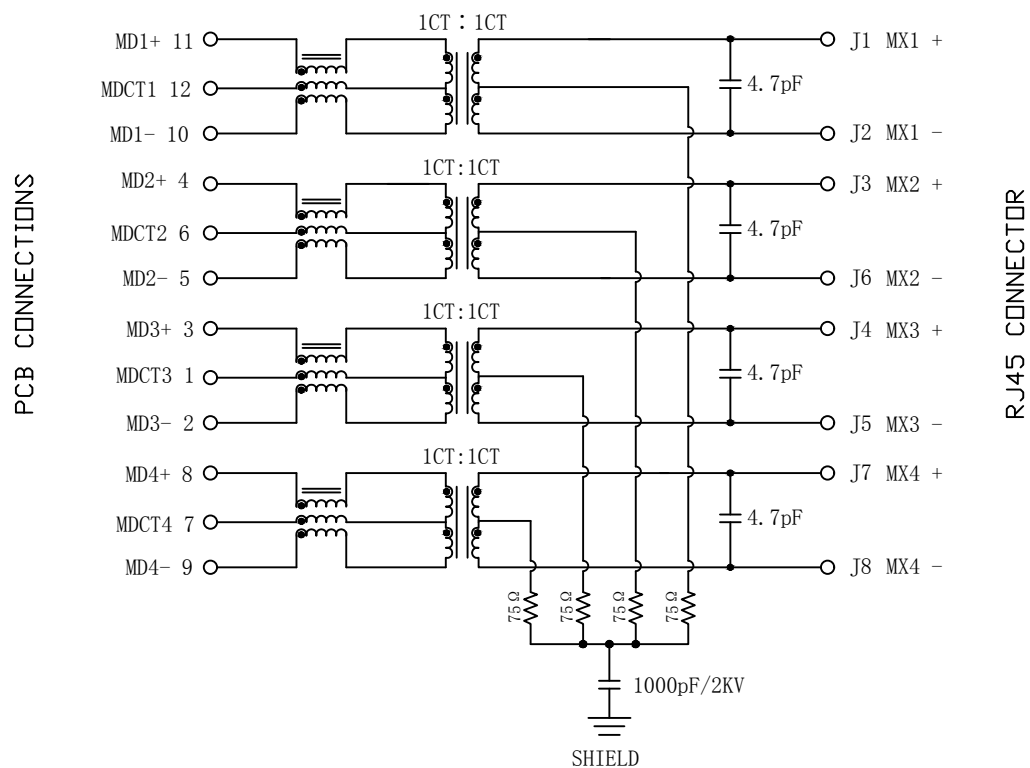 1CT : 1CT
MD1+ 11
J1 MX1 +
MDCT1 12
4.7pF
MD1- 10
J2 MX1 -
1CT:1CT
MD2+ 4
J3 MX2 +
MDCT2 6
4.7pF
MD2- 5
J6 MX2 -
1CT:1CT
MD3+ 3
J4 MX3 +
MDCT3 1
4.7pF
MD3- 2
J5 MX3 -
1CT:1CT
MD4+ 8
J7 MX4 +
MDCT4 7
4.7pF
MD4- 9
J8 MX4 -
PCB CONNECTIONS
RJ45 CONNECTOR
75Ω
75Ω
75Ω
75Ω
1000pF/2KV
SHIELD